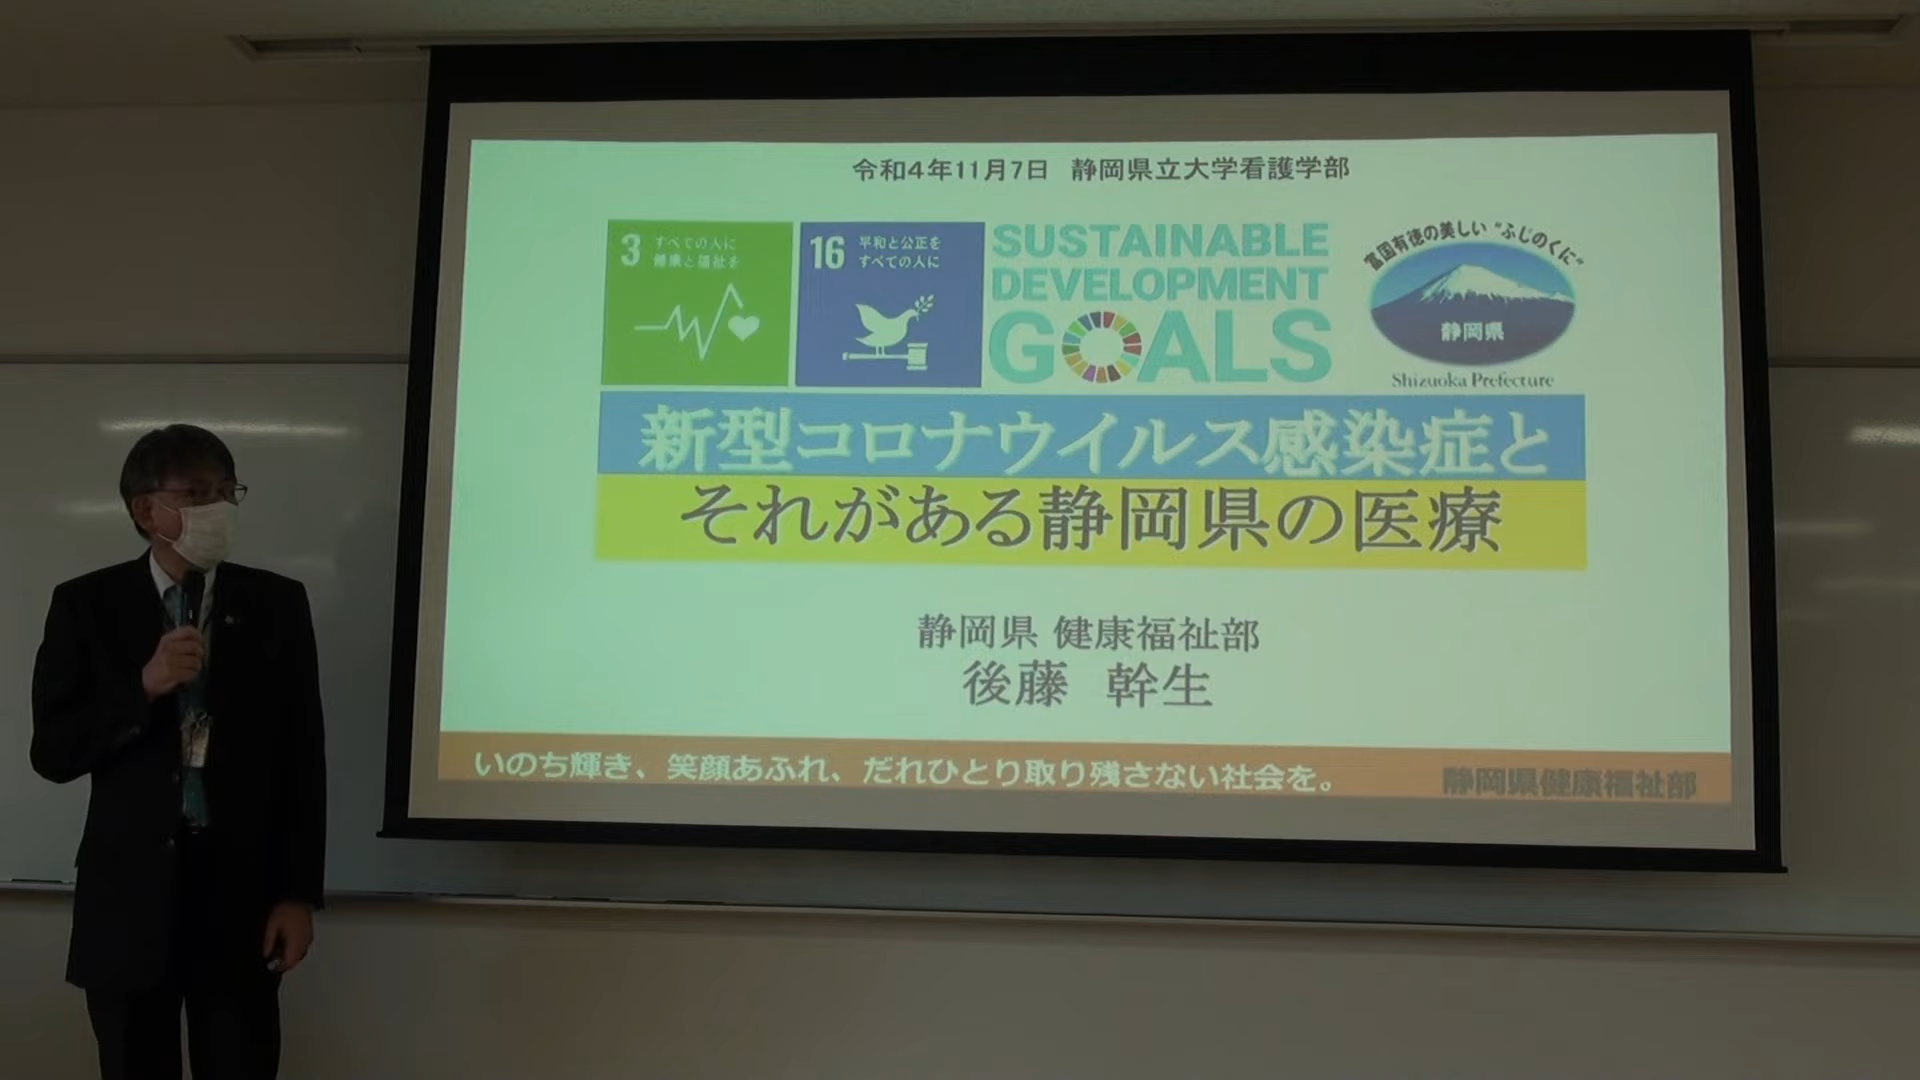 令和4年11月7日 静岡県立大学看護学部
3 すべての人に
健康と福祉を
16 平和と公正を
すべての人に
SUSTAINABLE
DEVELOPMENT
GOALS
富国有徳の美しい “ふじのくに”
静岡県
Shizuoka Prefecture
新型コロナウイルス感染症と
それがある静岡県の医療
静岡県 健康福祉部
後藤 幹生
いのち輝き、笑顔あふれ、だれひとり取り残さない社会を。
静岡県健康福祉部